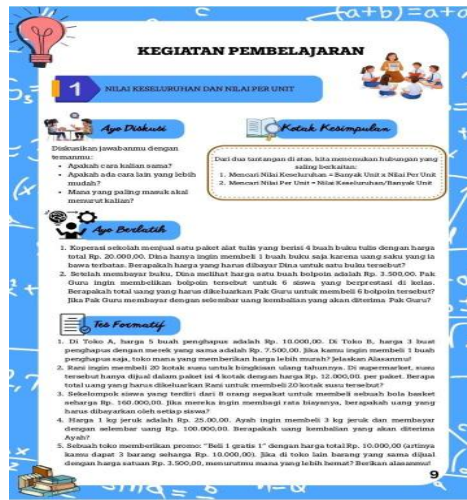 (a+b)=a+c
KEGIATAN PEMBELAJARAN
1
NILAI KESELURUHAN DAN NILAI PER UNIT
Ayo Diskusi
Diskusikan jawabanmu dengan
temanmu:
• Apakah cara kalian sama?
• Apakah ada cara lain yang lebih
mudah?
• Mana yang paling masuk akal
menurut kalian?
Kotak Kesimpulan
Dari dua tantangan di atas, kita menemukan hubungan yang
saling berkaitan:
1. Mencari Nilai Keseluruhan = Banyak Unit x Nilai Per Unit
2. Mencari Nilai Per Unit = Nilai Keseluruhan/Banyak Unit
Ayo Berlatih
1. Koperasi sekolah menjual satu paket alat tulis yang berisi 4 buah buku tulis dengan harga
total Rp. 20.000,00. Dina hanya ingin membeli 1 buah buku saja karena uang saku yang ia
bawa terbatas. Berapakah harga yang harus dibayar Dina untuk satu buku tersebut?
2. Setelah membayar buku, Dina melihat harga satu buah bolpoin adalah Rp. 3.500,00. Pak
Guru ingin membelikan bolpoin tersebut untuk 6 siswa yang berprestasi di kelas.
Berapakah total uang yang harus dikeluarkan Pak Guru untuk membeli 6 bolpoin tersebut?
Jika Pak Guru membayar dengan selembar uang kembalian yang akan diterima Pak Guru?
Tes Formatif
1. Di Toko A, harga 5 buah penghapus adalah Rp. 10.000,00. Di Toko B, harga 3 buat
penghapus dengan merek yang sama adalah Rp. 7.500,00. Jika kamu ingin membeli 1 buah
penghapus saja, toko mana yang memberikan harga lebih murah? Jelaskan Alasanmu!
2. Rani ingin membeli 20 kotak susu untuk bingkisan ulang tahunnya. Di supermarket, susu
tersebut hanya dijual dalam paket isi 4 kotak dengan harga Rp. 12.000,00. per paket. Berapa
total uang yang harus dikeluarkan Rani untuk membeli 20 kotak susu tersebut?
3. Sekelompok siswa yang terdiri dari 8 orang sepakat untuk membeli sebuah bola basket
seharga Rp. 160.000,00. Jika mereka ingin membagi rata biayanya, berapakah uang yang
harus dibayarkan oleh setiap siswa?
4. Harga 1 kg jeruk adalah Rp. 25.00,00. Ayah ingin membeli 3 kg jeruk dan membayar
dengan selembar uang Rp. 100.000,00. Berapakah uang kembalian yang akan diterima
Ayah?
5. Sebuah toko memberikan promo: "Beli 1 gratis 1" dengan harga total Rp. 10.000,00 (artinya
kamu dapat 3 barang seharga Rp. 10.000,00). Jika di toko lain barang yang sama dijual
dengan harga satuan Rp. 3.500,00, menurutmu mana yang lebih hemat? Berikan alasanmu!
9